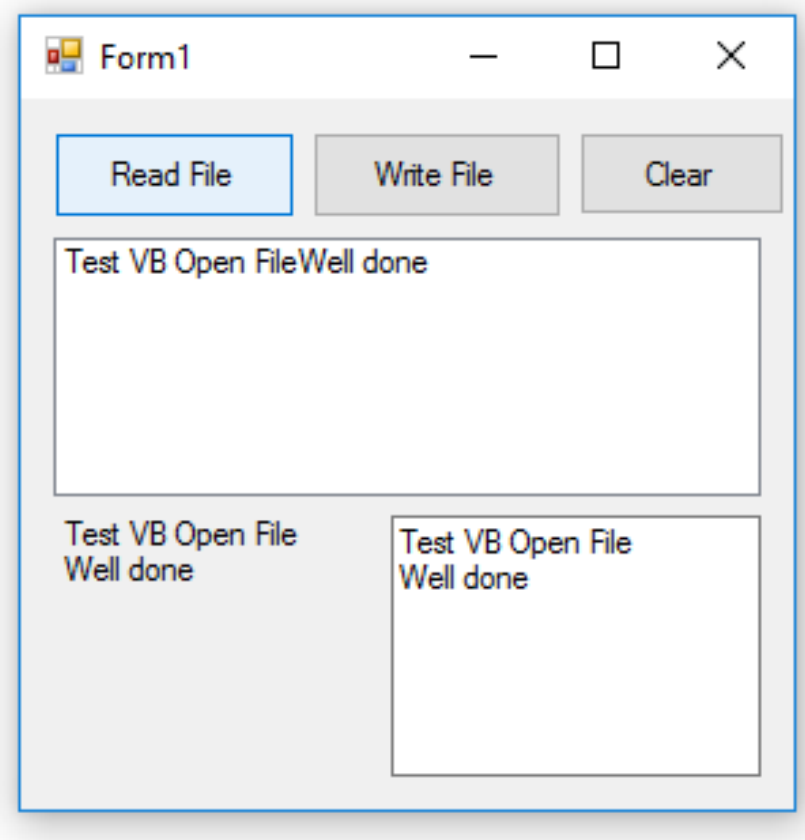 Form1
Read File
Write File
Clear
Test VB Open FileWell done
Test VB Open File
Well done
Test VB Open File
Well done